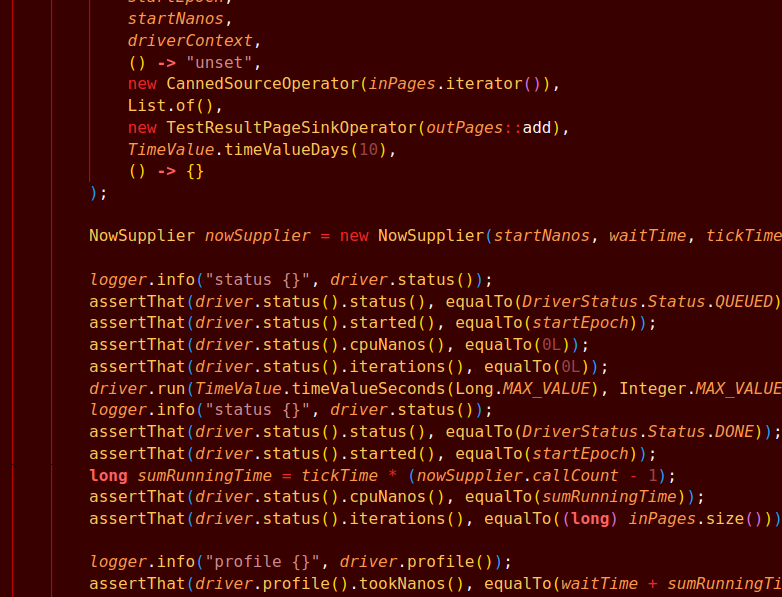 startEpoch,
startNanos,
driverContext,
() -> "unset",
new CannedSourceOperator(inPages.iterator()),
List.of(),
new TestResultPageSinkOperator(outPages::add),
TimeValue.timeValueDays(10),
() -> {}
);
NowSupplier nowSupplier = new NowSupplier(startNanos, waitTime, tickTime
logger.info("status {}", driver.status());
assertThat(driver.status().status(), equalTo(DriverStatus.Status.QUEUED)
assertThat(driver.status().started(), equalTo(startEpoch));
assertThat(driver.status().cpuNanos(), equalTo(0L));
assertThat(driver.status().iterations(), equalTo(0L));
driver.run(TimeValue.timeValueSeconds(Long.MAX_VALUE), Integer.MAX_VALUE
logger.info("status {}", driver.status());
assertThat(driver.status().status(), equalTo(DriverStatus.Status.DONE));
assertThat(driver.status().started(), equalTo(startEpoch));
long sumRunningTime = tickTime * (nowSupplier.callCount - 1);
assertThat(driver.status().cpuNanos(), equalTo(sumRunningTime));
assertThat(driver.status().iterations(), equalTo((long) inPages.size()))
logger.info("profile {}", driver.profile());
assertThat(driver.profile().tookNanos(), equalTo(waitTime + sumRunningTi